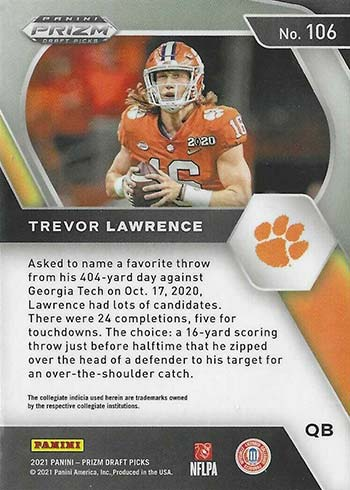 PANINI
PRIZM
DRAFT PICKS
No. 106
2020
16
TREVOR LAWRENCE
Asked to name a favorite throw
from his 404-yard day against
Georgia Tech on Oct. 17, 2020,
Lawrence had lots of candidates.
There were 24 completions, five for
touchdowns. The choice: a 16-yard scoring
throw just before halftime that he zipped
over the head of a defender to his target for
an over-the-shoulder catch.
The collegiate indicia used herein are trademarks owned
by the respective collegiate institutions.
PANINI
NFLPA
QB
2021 PANINI – PRIZM DRAFT PICKS
© 2021 Panini America, Inc. Produced in the USA.